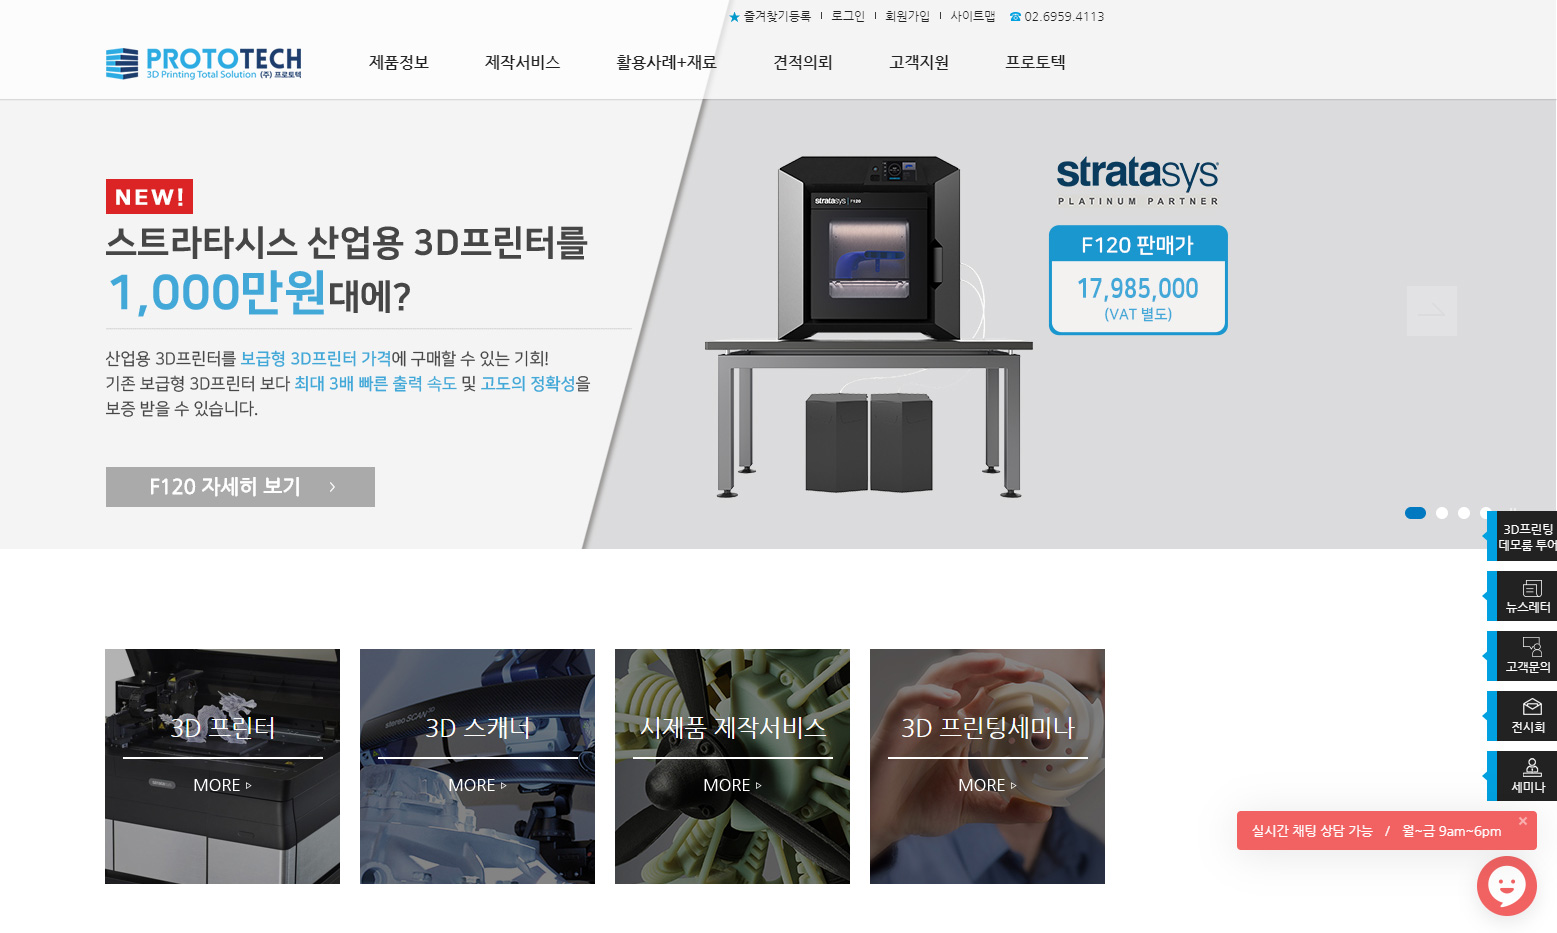 즐겨찾기등록
로그인
회원가입
사이트맵
02.6959.4113
PROTOTECH
3D Printing Total Solution (주) 프로토텍
제품정보
제작서비스
활용사례+재료
견적의뢰
고객지원
프로토텍
NEW!
스트라타시스 산업용 3D프린터를
1,000만원대에?
산업용 3D프린터를 보급형 3D프린터 가격에 구매할 수 있는 기회!
기존 보급형 3D프린터 보다 최대 3배 빠른 출력 속도 및 고도의 정확성을
보증 받을 수 있습니다.
F120 자세히 보기
stratasys F120
stratasys
PLATINUM PARTNER
F120 판매가
17,985,000
(VAT 별도)
3D프린팅
데모룸 투어
뉴스레터
고객문의
전시회
세미나
3D 프린터
MORE
stereo SCAN
3D 스캐너
MORE
시제품 제작서비스
MORE
3D 프린팅세미나
MORE
실시간 채팅 상담 가능 / 월~금 9am~6pm